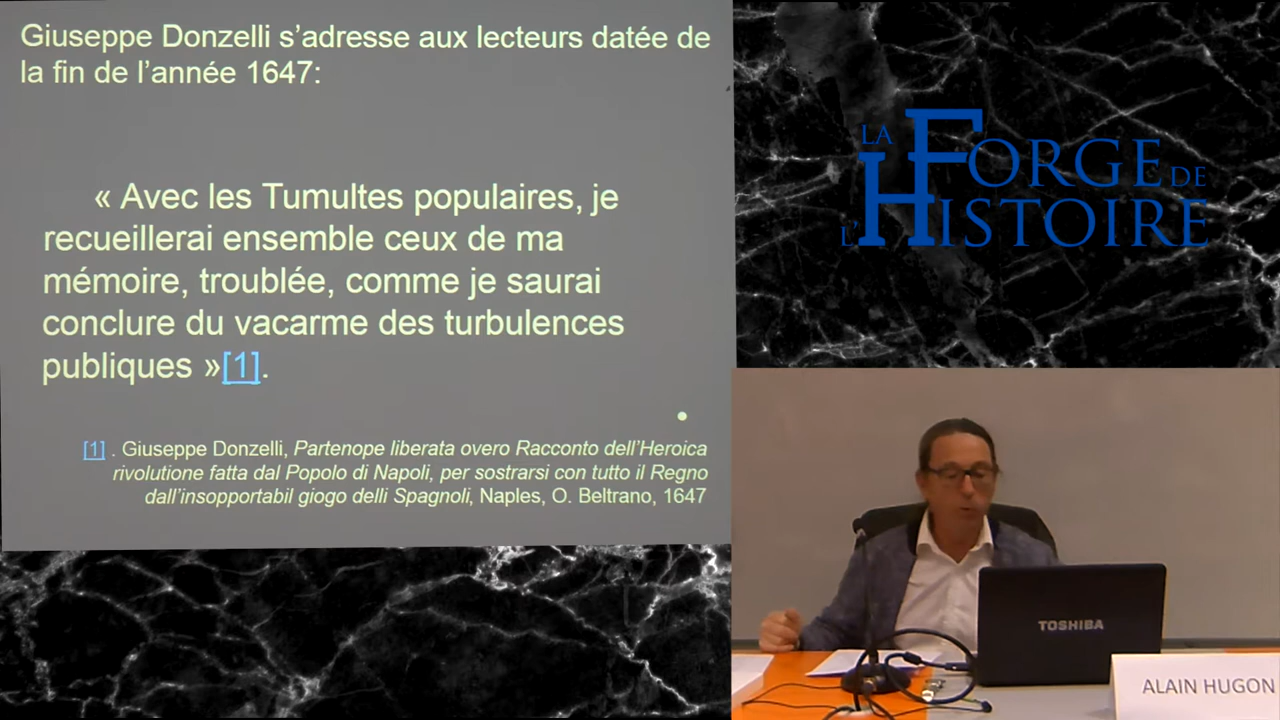 Giuseppe Donzelli s’adresse aux lecteurs datée de
la fin de l’année 1647:
« Avec les Tumultes populaires, je
recueillerai ensemble ceux de ma
mémoire, troublée, comme je saurai
conclure du vacarme des turbulences
publiques »[1].
[1] . Giuseppe Donzelli, Partenope liberata overo Racconto dell’Heroica
rivolutione fatta dal Popolo di Napoli, per sostrarsi con tutto il Regno
dall’insopportabil giogo delli Spagnoli, Naples, O. Beltrano, 1647
LA FORGE DE
L'HISTOIRE
TOSHIBA
ALAIN HUGON